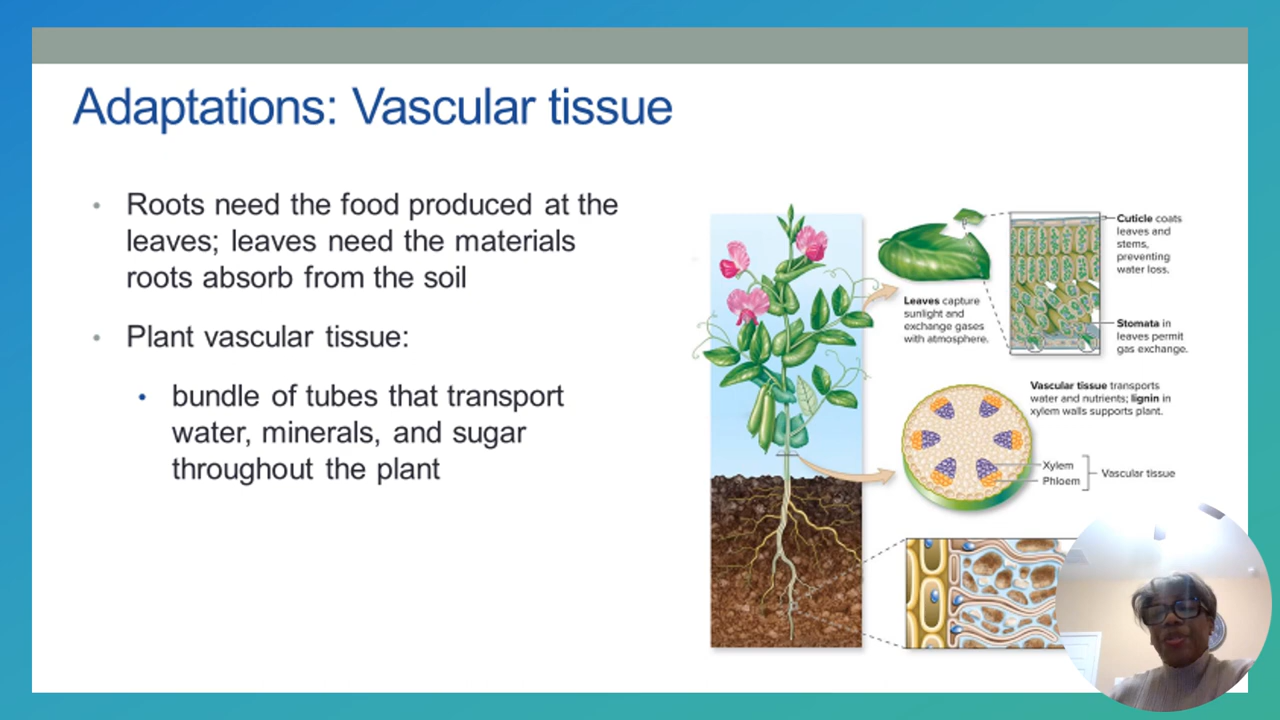 Adaptations: Vascular tissue
• Roots need the food produced at the
leaves; leaves need the materials
roots absorb from the soil
• Plant vascular tissue:
• bundle of tubes that transport
water, minerals, and sugar
throughout the plant
Cuticle coats
leaves and
stems,
preventing
water loss.
Leaves capture
sunlight and
exchange gases
with atmosphere.
Stomata in
leaves permit
gas exchange.
Vascular tissue transports
water and nutrients; lignin in
xylem walls supports plant.
Xylem
Phloem
Vascular tissue